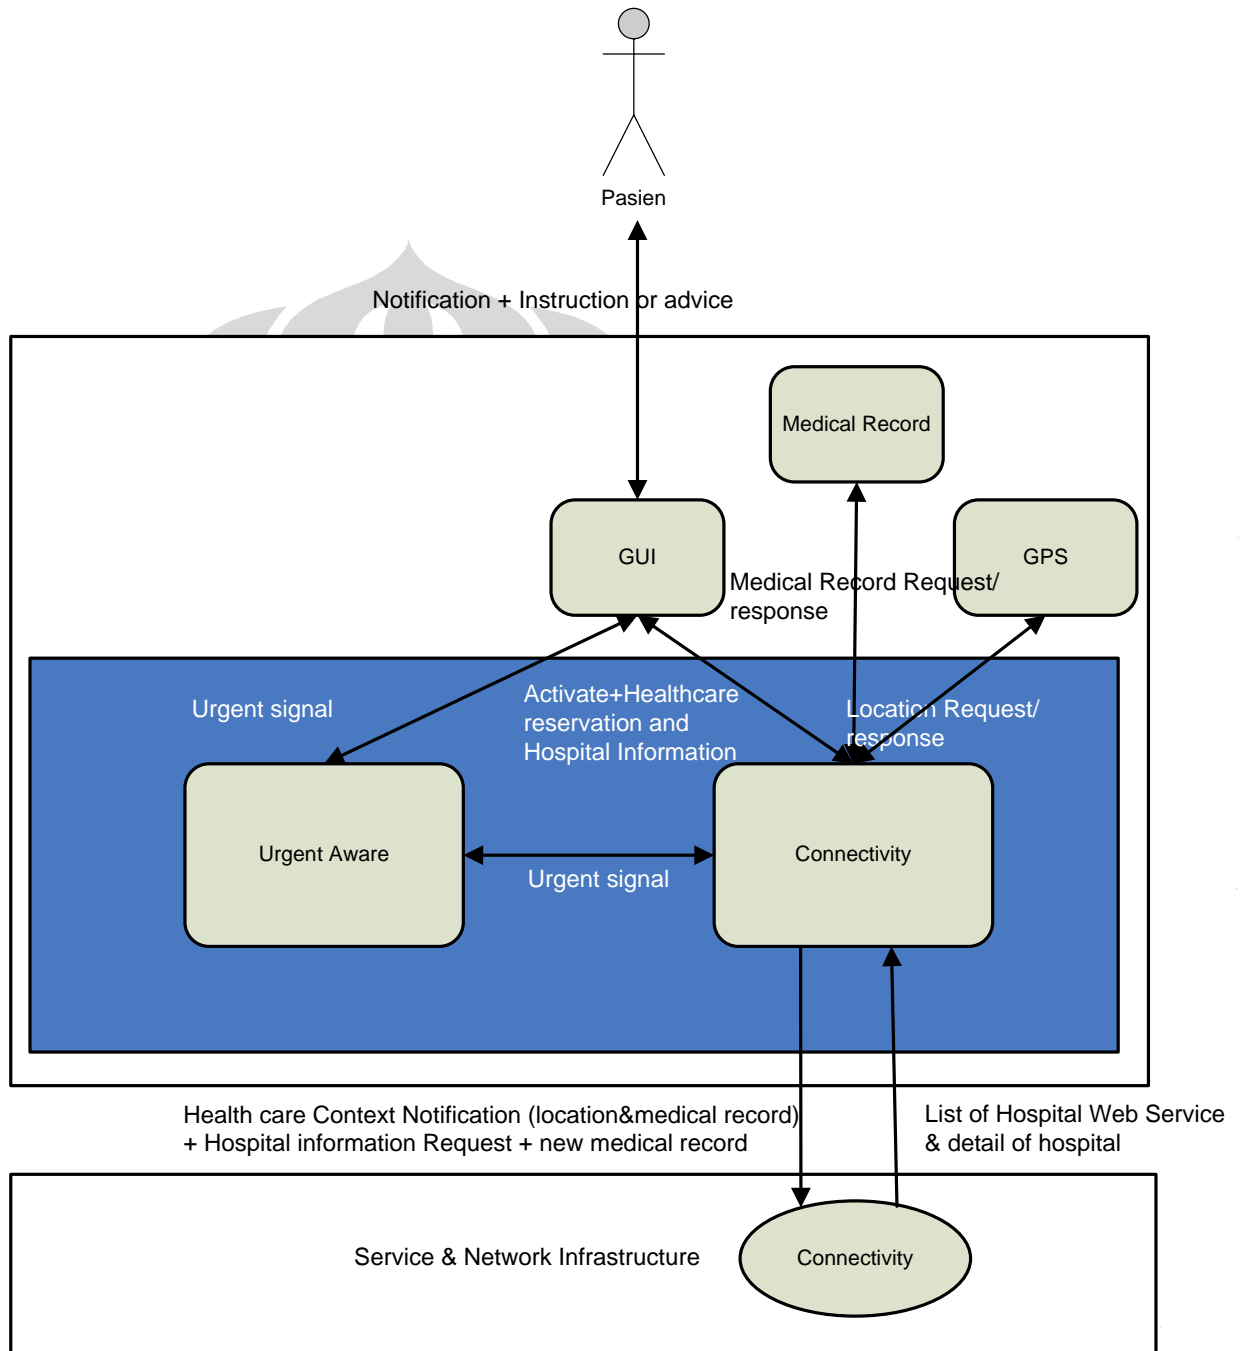 Pasien
Notification + Instruction or advice
Medical Record
GUI
GPS
Medical Record Request/
response
Urgent signal
Activate+Healthcare
reservation and
Hospital Information
Location Request/
response
Urgent Aware
Connectivity
Urgent signal
Health care Context Notification (location&medical record)
+ Hospital information Request + new medical record
List of Hospital Web Service
& detail of hospital
Service & Network Infrastructure
Connectivity